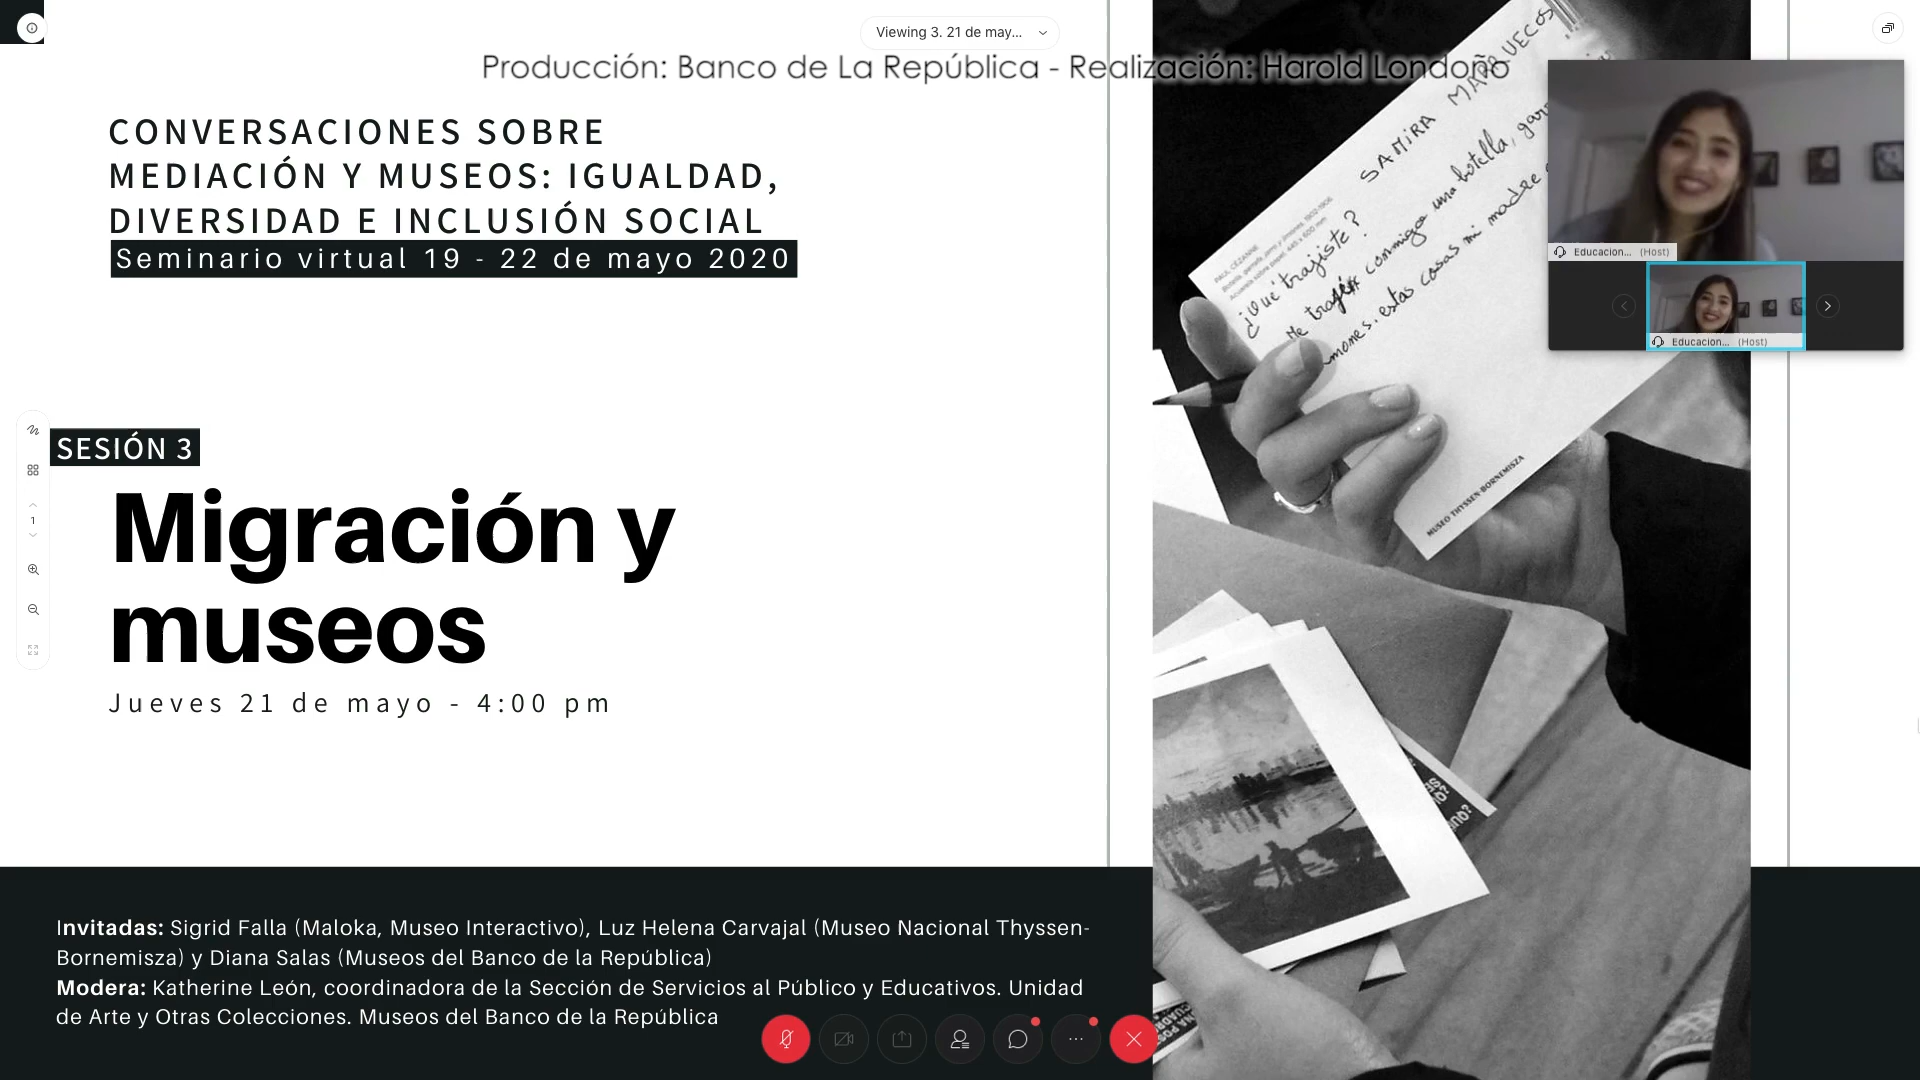 Viewing 3. 21 de may...
Producción: Banco de La República - Realización: Harold Londoño
CONVERSACIONES SOBRE
MEDIACIÓN Y MUSEOS: IGUALDAD,
DIVERSIDAD E INCLUSIÓN SOCIAL
Seminario virtual 19 - 22 de mayo 2020
SESIÓN 3
Migración y
museos
Jueves 21 de mayo - 4:00 pm
1
Invitadas: Sigrid Falla (Maloka, Museo Interactivo), Luz Helena Carvajal (Museo Nacional Thyssen-
Bornemisza) y Diana Salas (Museos del Banco de la República)
Modera: Katherine León, coordinadora de la Sección de Servicios al Público y Educativos. Unidad
de Arte y Otras Colecciones. Museos del Banco de la República
SAMIRA MARRUECOS
PAUL CÉZANNE
¿Qué trajiste?
Me traje conmigo una botella,
estas cosas mi madre
MUSEO THYSSEN-BORNEMISZA
Educacion... (Host)
Educacion... (Host)